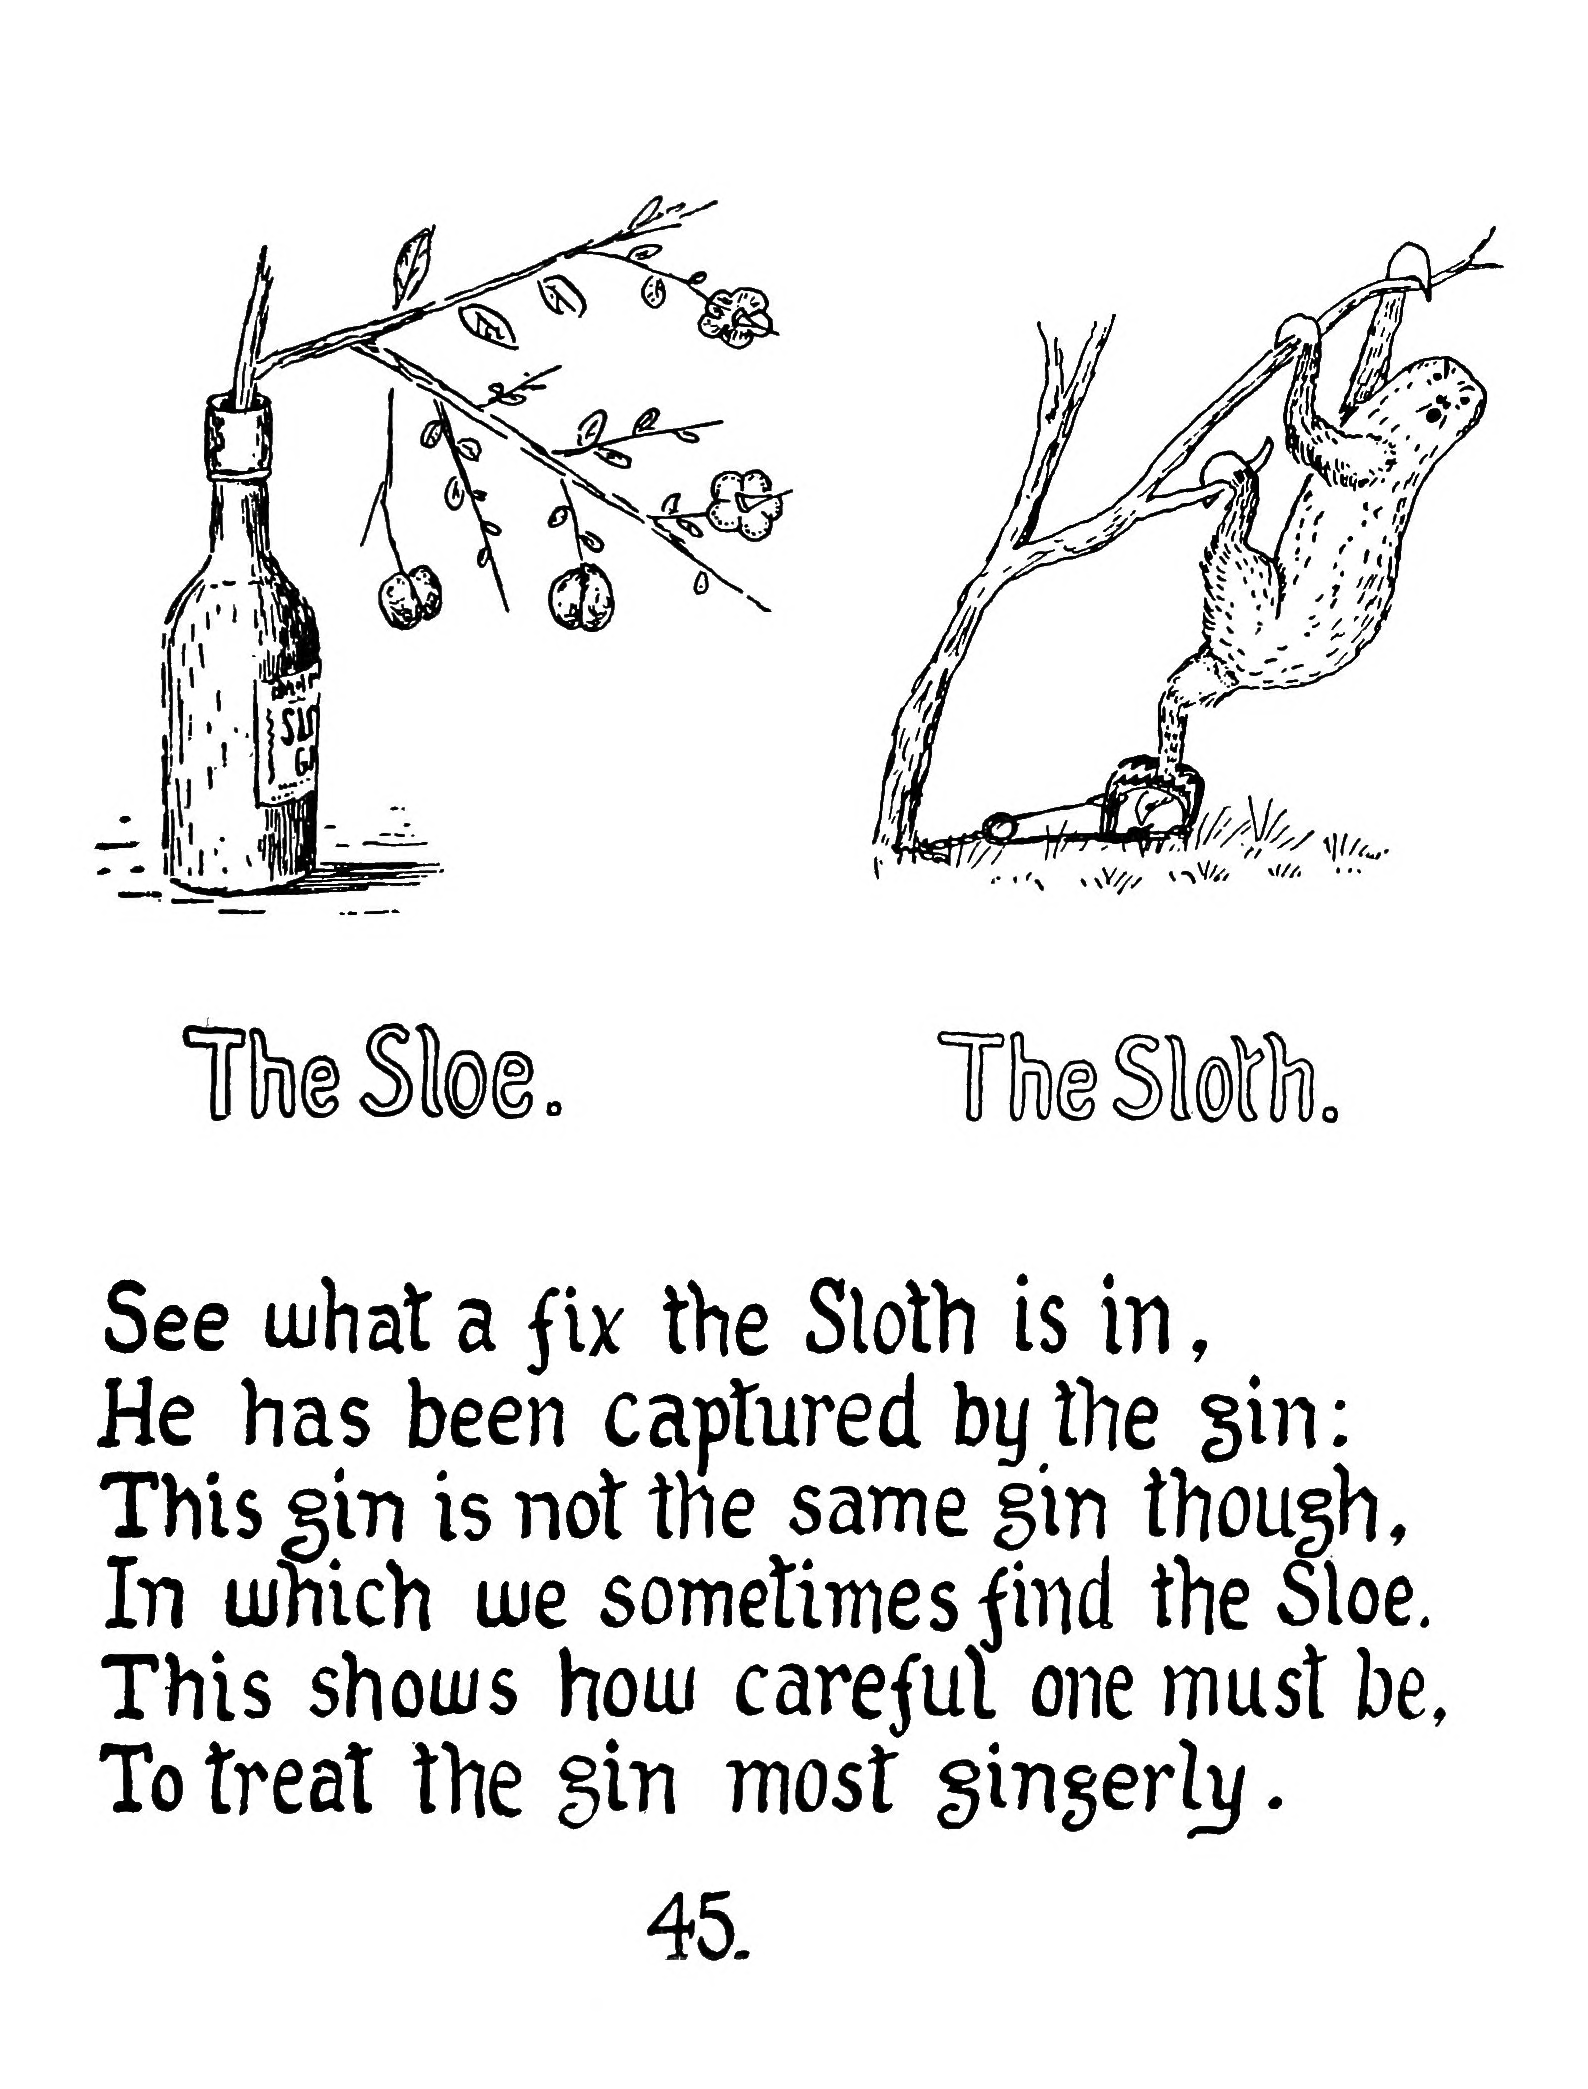 The Sloe.
The Sloth.
See what a fix the Sloth is in,
He has been captured by the gin:
This gin is not the same gin though,
In which we sometimes find the Sloe.
This shows how careful one must be,
To treat the gin most gingerly.
45.